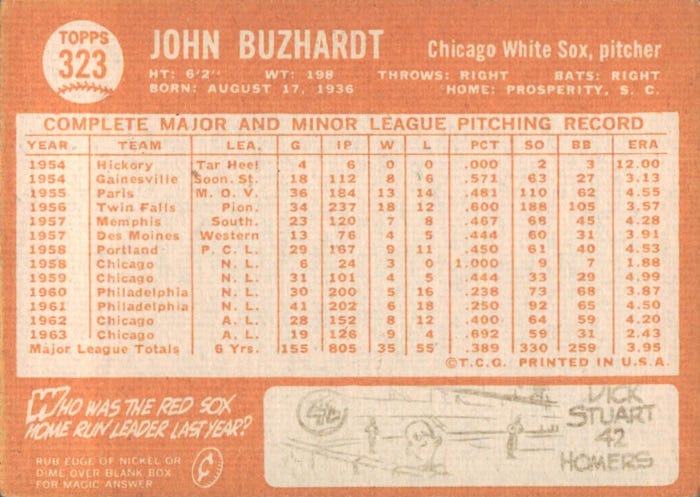 TOPPS
323
JOHN BUZHARDT Chicago White Sox, pitcher
HT: 6'2" WT: 198 THROWS: RIGHT BATS: RIGHT
BORN: AUGUST 17, 1936 HOME: PROSPERITY, S. C.
COMPLETE MAJOR AND MINOR LEAGUE PITCHING RECORD
YEAR TEAM LEA. G IP W L PCT SO BB ERA
1954 Hickory Tar Heel 4 6 0 0 .000 2 3 12.00
1954 Gainesville Soon. St. 18 112 8 6 .571 63 27 3.13
1955 Paris M. O. V. 36 184 13 14 .481 110 62 4.55
1956 Twin Falls Pion. 34 237 18 12 .600 188 105 3.57
1957 Memphis South. 23 120 7 8 .467 68 45 4.28
1957 Des Moines Western 13 76 4 5 .444 60 31 3.91
1958 Portland P. C. L. 29 167 9 11 .450 61 40 4.53
1958 Chicago N. L. 6 24 3 0 1.000 9 7 1.88
1959 Chicago N. L. 31 101 4 5 .444 33 29 4.99
1960 Philadelphia N. L. 30 200 5 16 .238 73 68 3.87
1961 Philadelphia N. L. 41 202 6 18 .250 92 65 4.50
1962 Chicago A. L. 28 152 8 12 .400 64 59 4.20
1963 Chicago A. L. 19 126 9 4 .692 59 31 2.43
Major League Totals 6 Yrs. 155 805 35 55 .389 330 259 3.95
©T.C.G. PRINTED IN U.S.A.
WHO WAS THE RED SOX
HOME RUN LEADER LAST YEAR?
RUB EDGE OF NICKEL OR
DIME OVER BLANK BOX
FOR MAGIC ANSWER
DICK
STUART
42
HOMERS